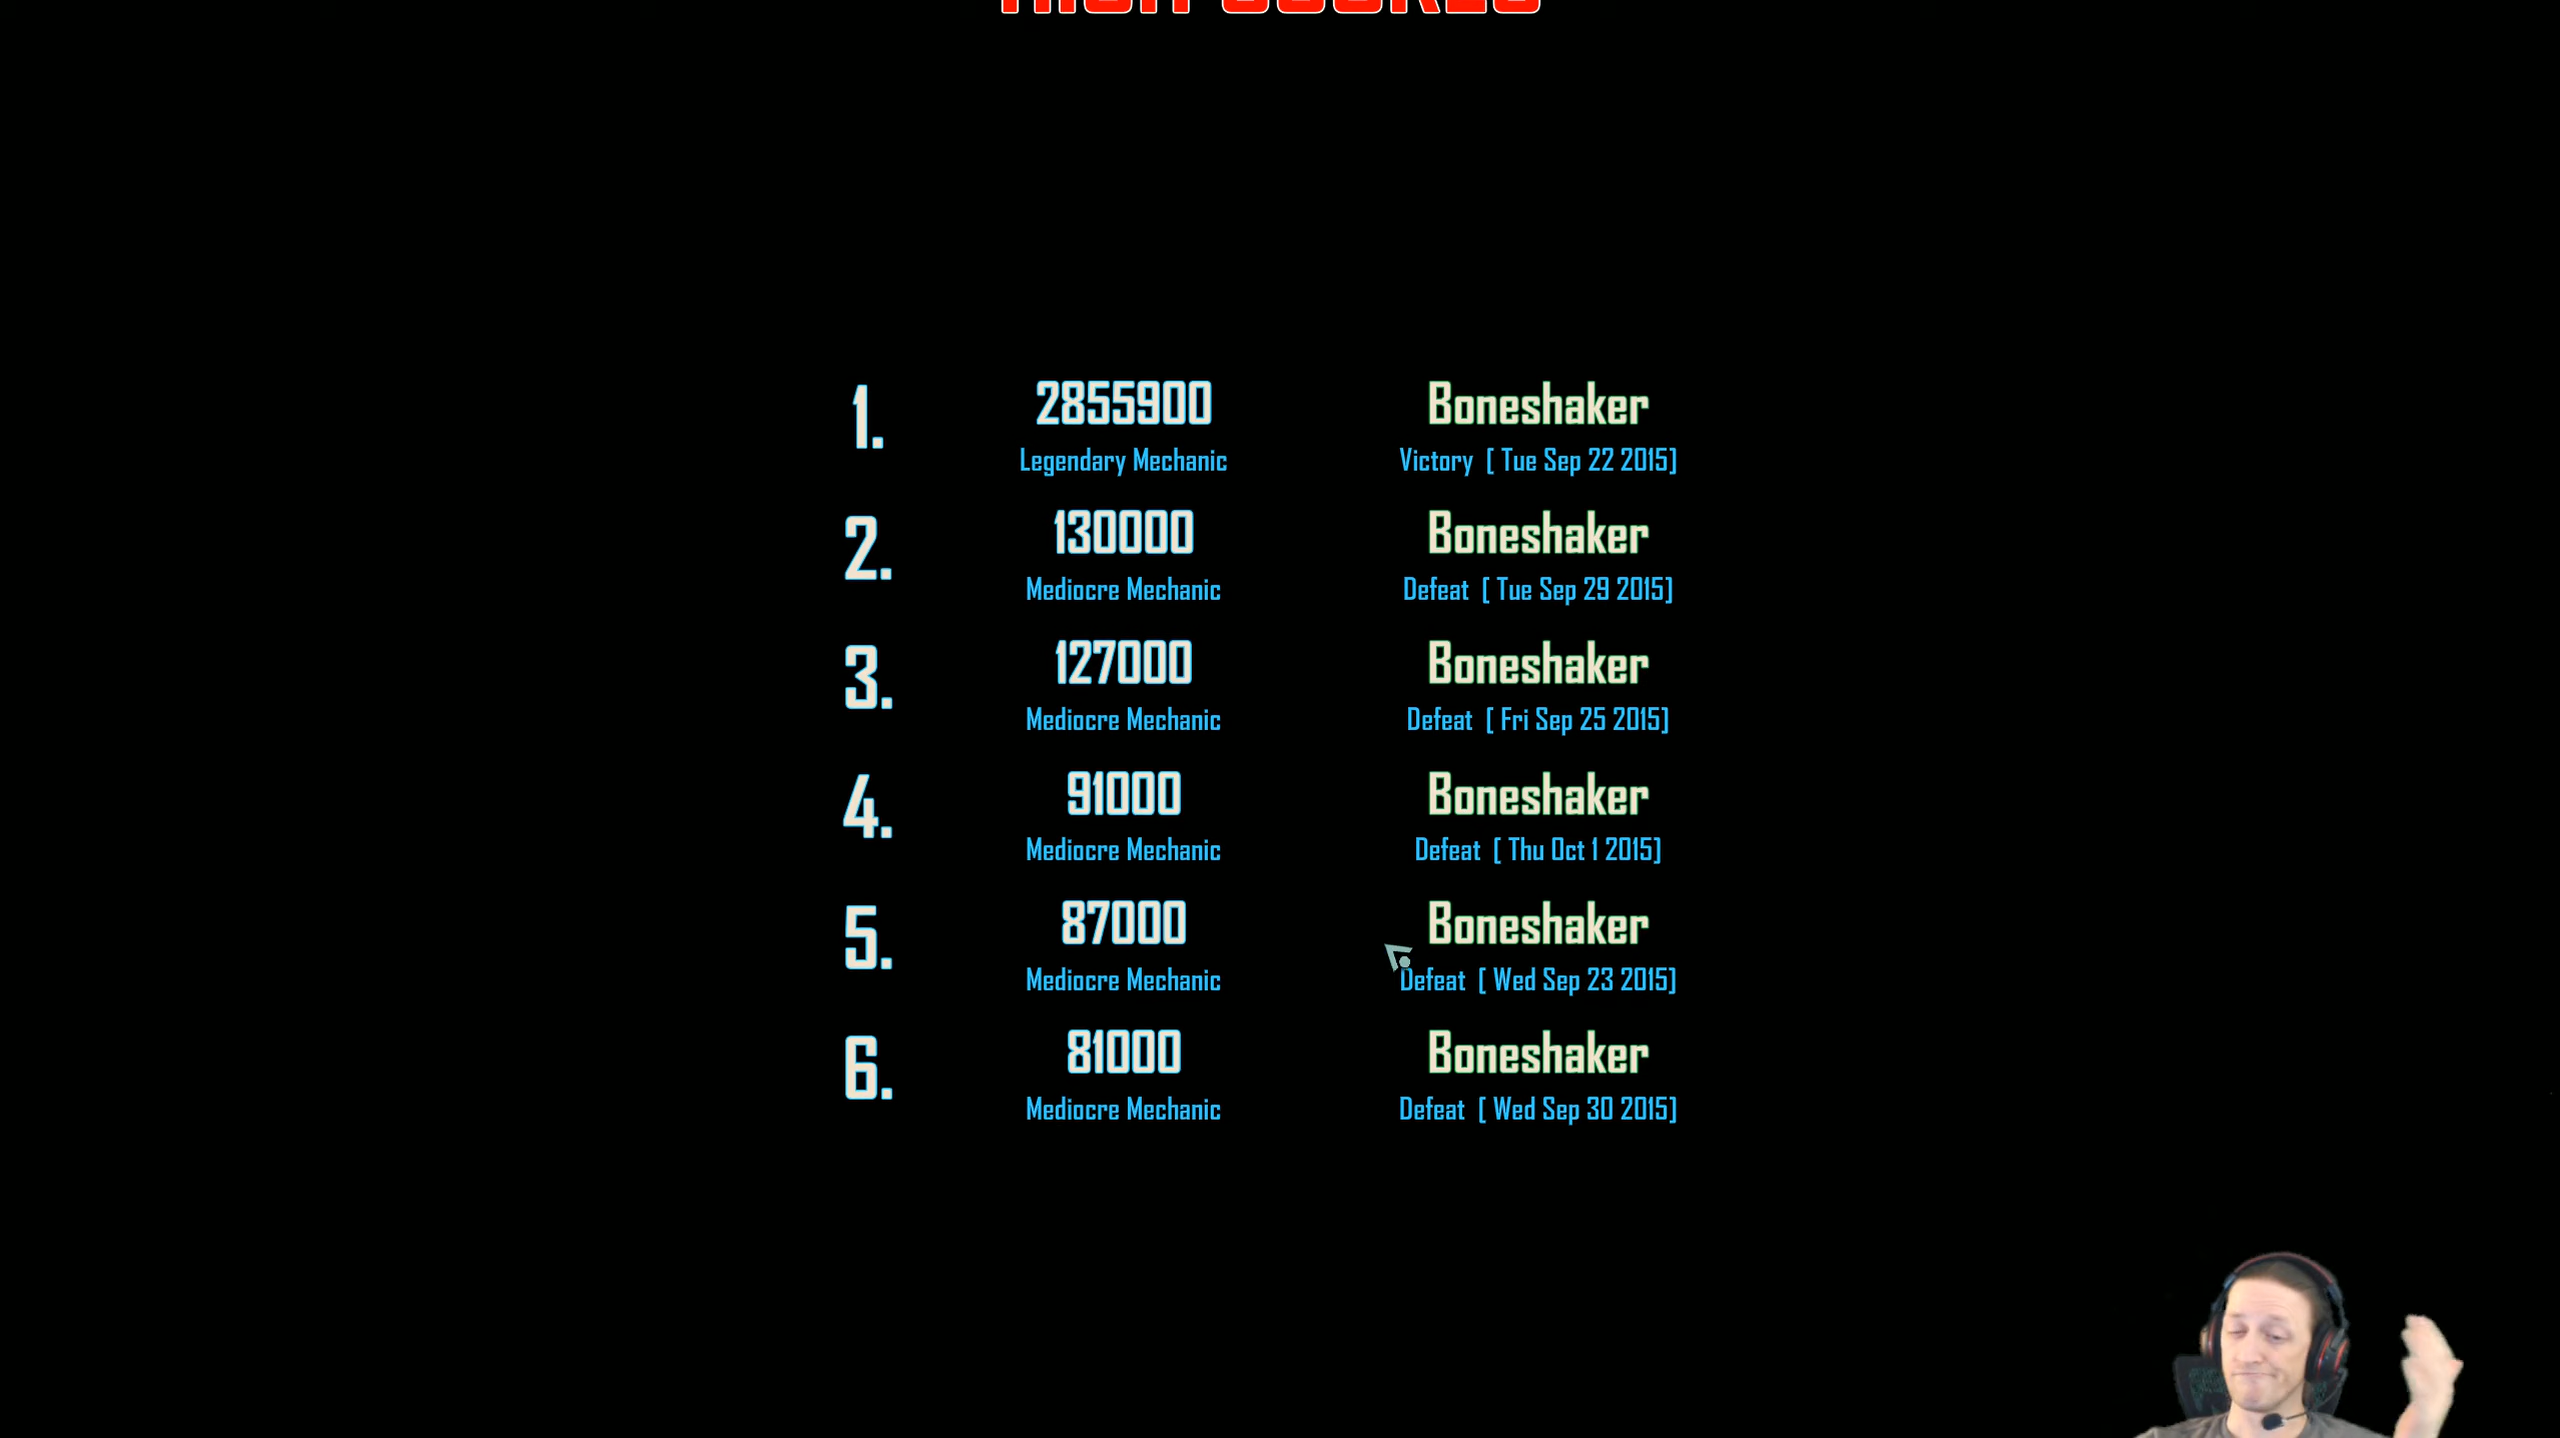 HIGH SCORES
1. 2855900 Boneshaker
Legendary Mechanic Victory [ Tue Sep 22 2015]
2. 130000 Boneshaker
Mediocre Mechanic Defeat [ Tue Sep 29 2015]
3. 127000 Boneshaker
Mediocre Mechanic Defeat [ Fri Sep 25 2015]
4. 91000 Boneshaker
Mediocre Mechanic Defeat [ Thu Oct 1 2015]
5. 87000 Boneshaker
Mediocre Mechanic Defeat [ Wed Sep 23 2015]
6. 81000 Boneshaker
Mediocre Mechanic Defeat [ Wed Sep 30 2015]